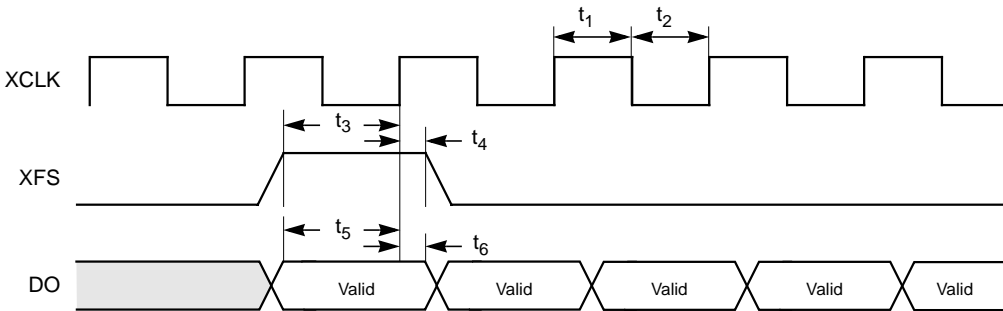 t1 t2
XCLK
t3
t4
XFS
t5
t6
DO Valid Valid Valid Valid Valid